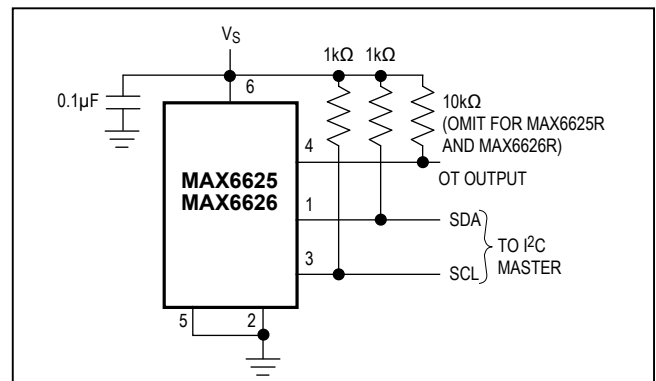 VS
1kΩ 1kΩ
0.1µF
6
10kΩ
(OMIT FOR MAX6625R
AND MAX6626R)
4
OT OUTPUT
MAX6625
MAX6626
1
SDA
TO I2C
MASTER
3
SCL
5
2